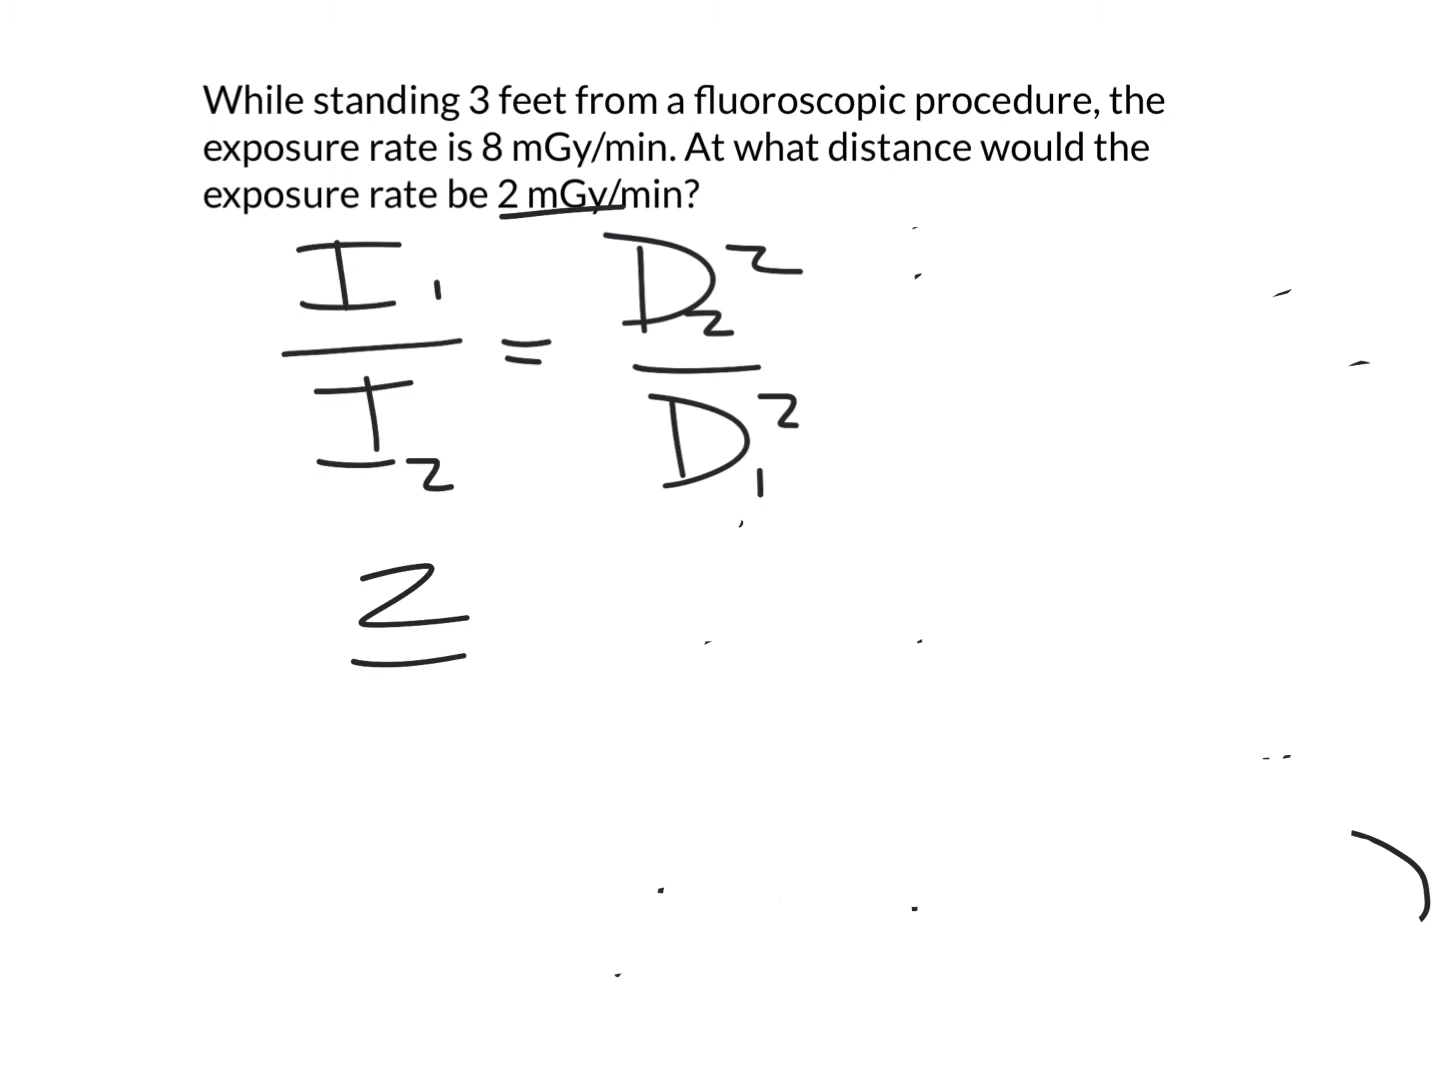 While standing 3 feet from a fluoroscopic procedure, the
exposure rate is 8 mGy/min. At what distance would the
exposure rate be 2 mGy/min?
I₁ / I₂ = D₂² / D₁²
2